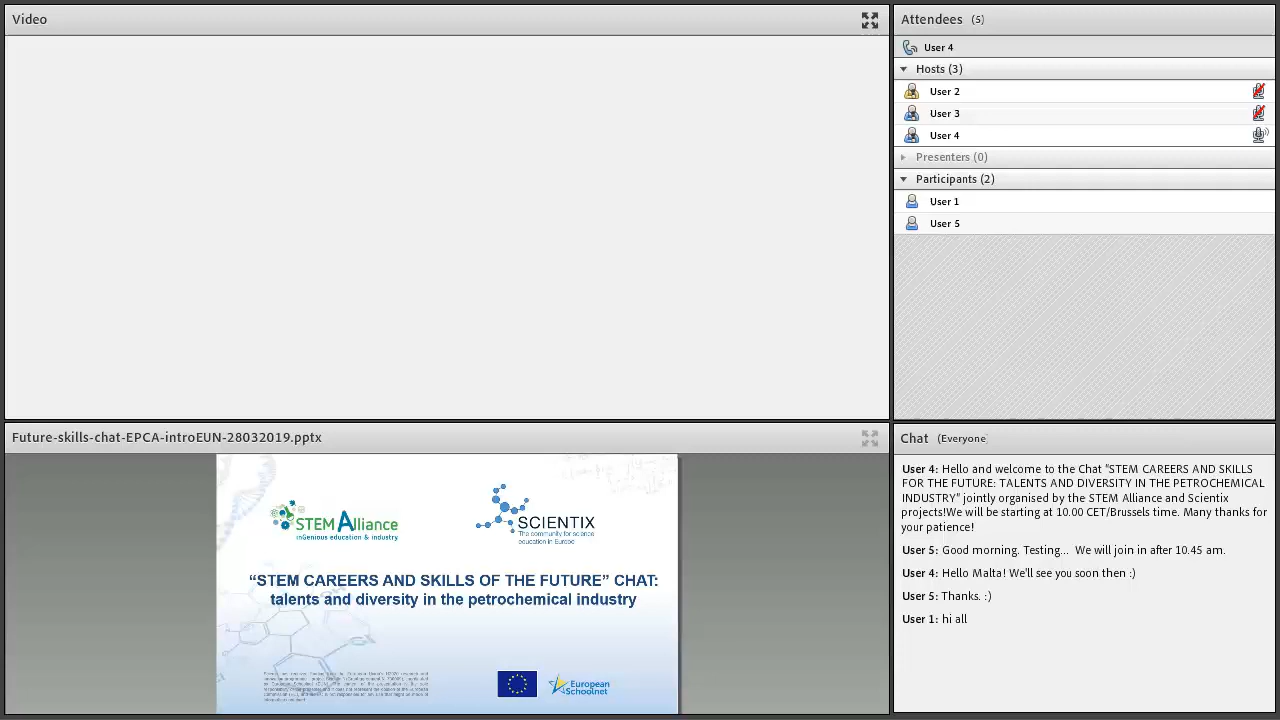 Video
Attendees (5)
User 4
Hosts (3)
User 2
User 3
User 4
Presenters (0)
Participants (2)
User 1
User 5
Future-skills-chat-EPCA-introEUN-28032019.pptx
STEM Alliance
inGenious education & industry
SCIENTIX
The community for science
education in Europe
“STEM CAREERS AND SKILLS OF THE FUTURE” CHAT:
talents and diversity in the petrochemical industry
European
Schoolnet
Chat (Everyone
User 4: Hello and welcome to the Chat "STEM CAREERS AND SKILLS
FOR THE FUTURE: TALENTS AND DIVERSITY IN THE PETROCHEMICAL
INDUSTRY" jointly organised by the STEM Alliance and Scientix
projects!We will be starting at 10.00 CET/Brussels time. Many thanks for
your patience!
User 5: Good morning. Testing... We will join in after 10.45 am.
User 4: Hello Malta! We'll see you soon then :)
User 5: Thanks. :)
User 1: hi all